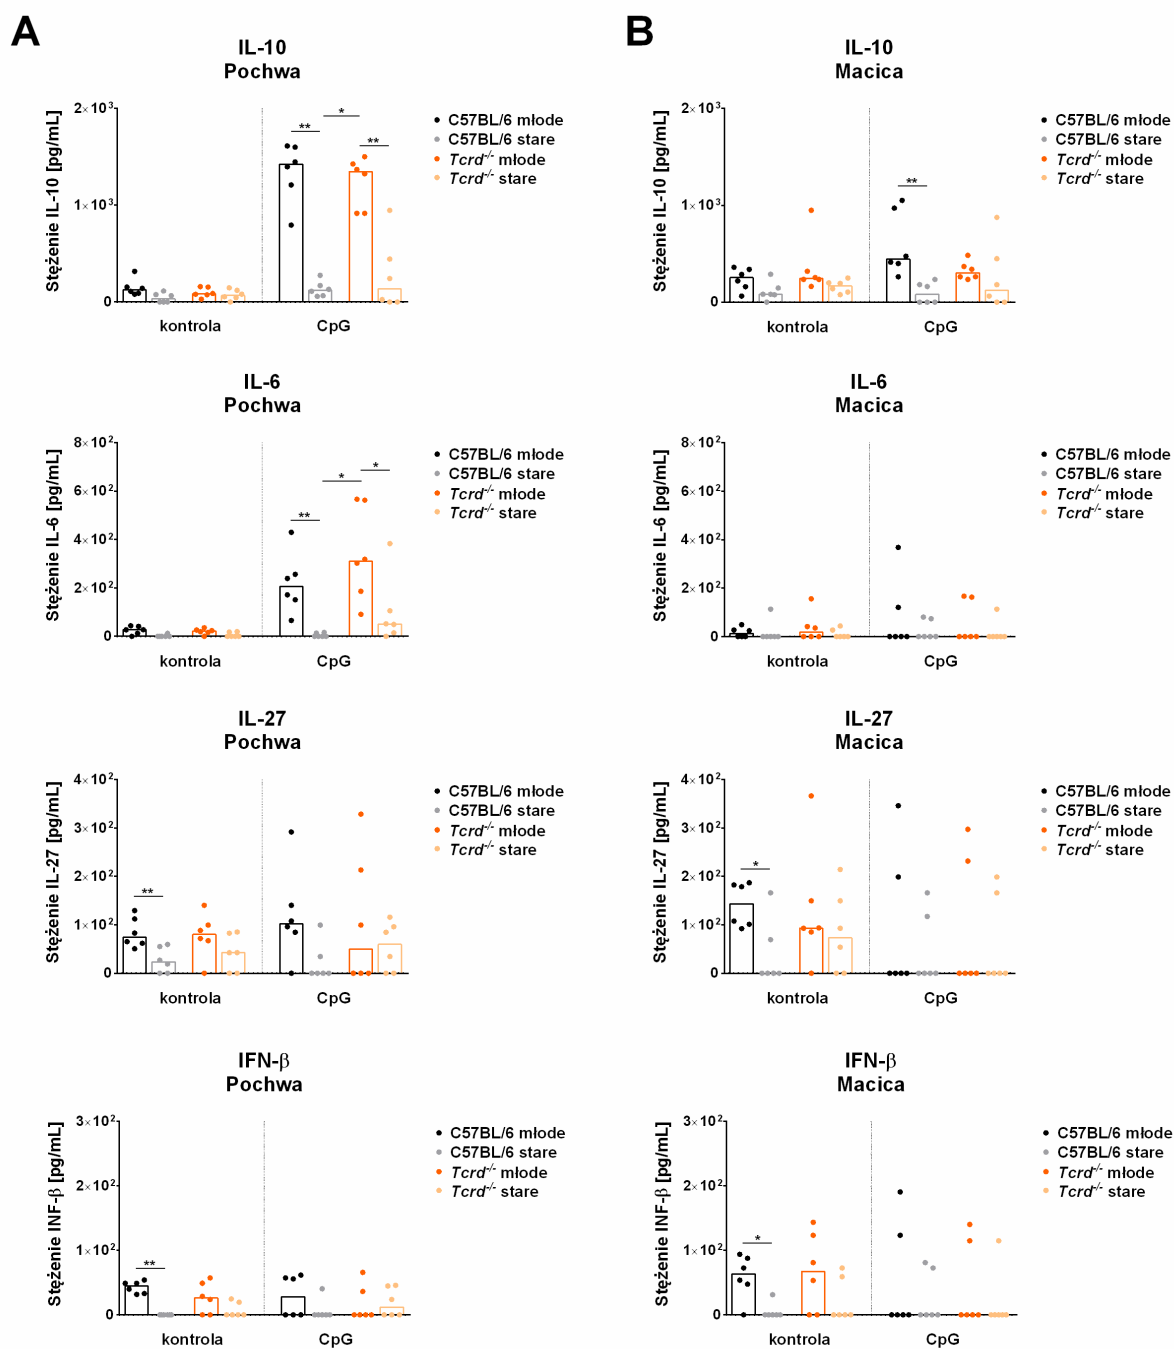 A
IL-10
Pochwa
Stężenie IL-10 [pg/mL]
2×10³
1×10³
0
** * **
kontrola CpG
C57BL/6 młode
C57BL/6 stare
Tcrd-/- młode
Tcrd-/- stare
B
IL-10
Macica
Stężenie IL-10 [pg/mL]
2×10³
1×10³
0
**
kontrola CpG
C57BL/6 młode
C57BL/6 stare
Tcrd-/- młode
Tcrd-/- stare
IL-6
Pochwa
Stężenie IL-6 [pg/mL]
8×10²
6×10²
4×10²
2×10²
0
** * *
kontrola CpG
C57BL/6 młode
C57BL/6 stare
Tcrd-/- młode
Tcrd-/- stare
IL-6
Macica
Stężenie IL-6 [pg/mL]
8×10²
6×10²
4×10²
2×10²
0
kontrola CpG
C57BL/6 młode
C57BL/6 stare
Tcrd-/- młode
Tcrd-/- stare
IL-27
Pochwa
Stężenie IL-27 [pg/mL]
4×10²
3×10²
2×10²
1×10²
0
**
kontrola CpG
C57BL/6 młode
C57BL/6 stare
Tcrd-/- młode
Tcrd-/- stare
IL-27
Macica
Stężenie IL-27 [pg/mL]
4×10²
3×10²
2×10²
1×10²
0
*
kontrola CpG
C57BL/6 młode
C57BL/6 stare
Tcrd-/- młode
Tcrd-/- stare
IFN-β
Pochwa
Stężenie INF-β [pg/mL]
3×10²
2×10²
1×10²
0
**
kontrola CpG
C57BL/6 młode
C57BL/6 stare
Tcrd-/- młode
Tcrd-/- stare
IFN-β
Macica
Stężenie INF-β [pg/mL]
3×10²
2×10²
1×10²
0
*
kontrola CpG
C57BL/6 młode
C57BL/6 stare
Tcrd-/- młode
Tcrd-/- stare